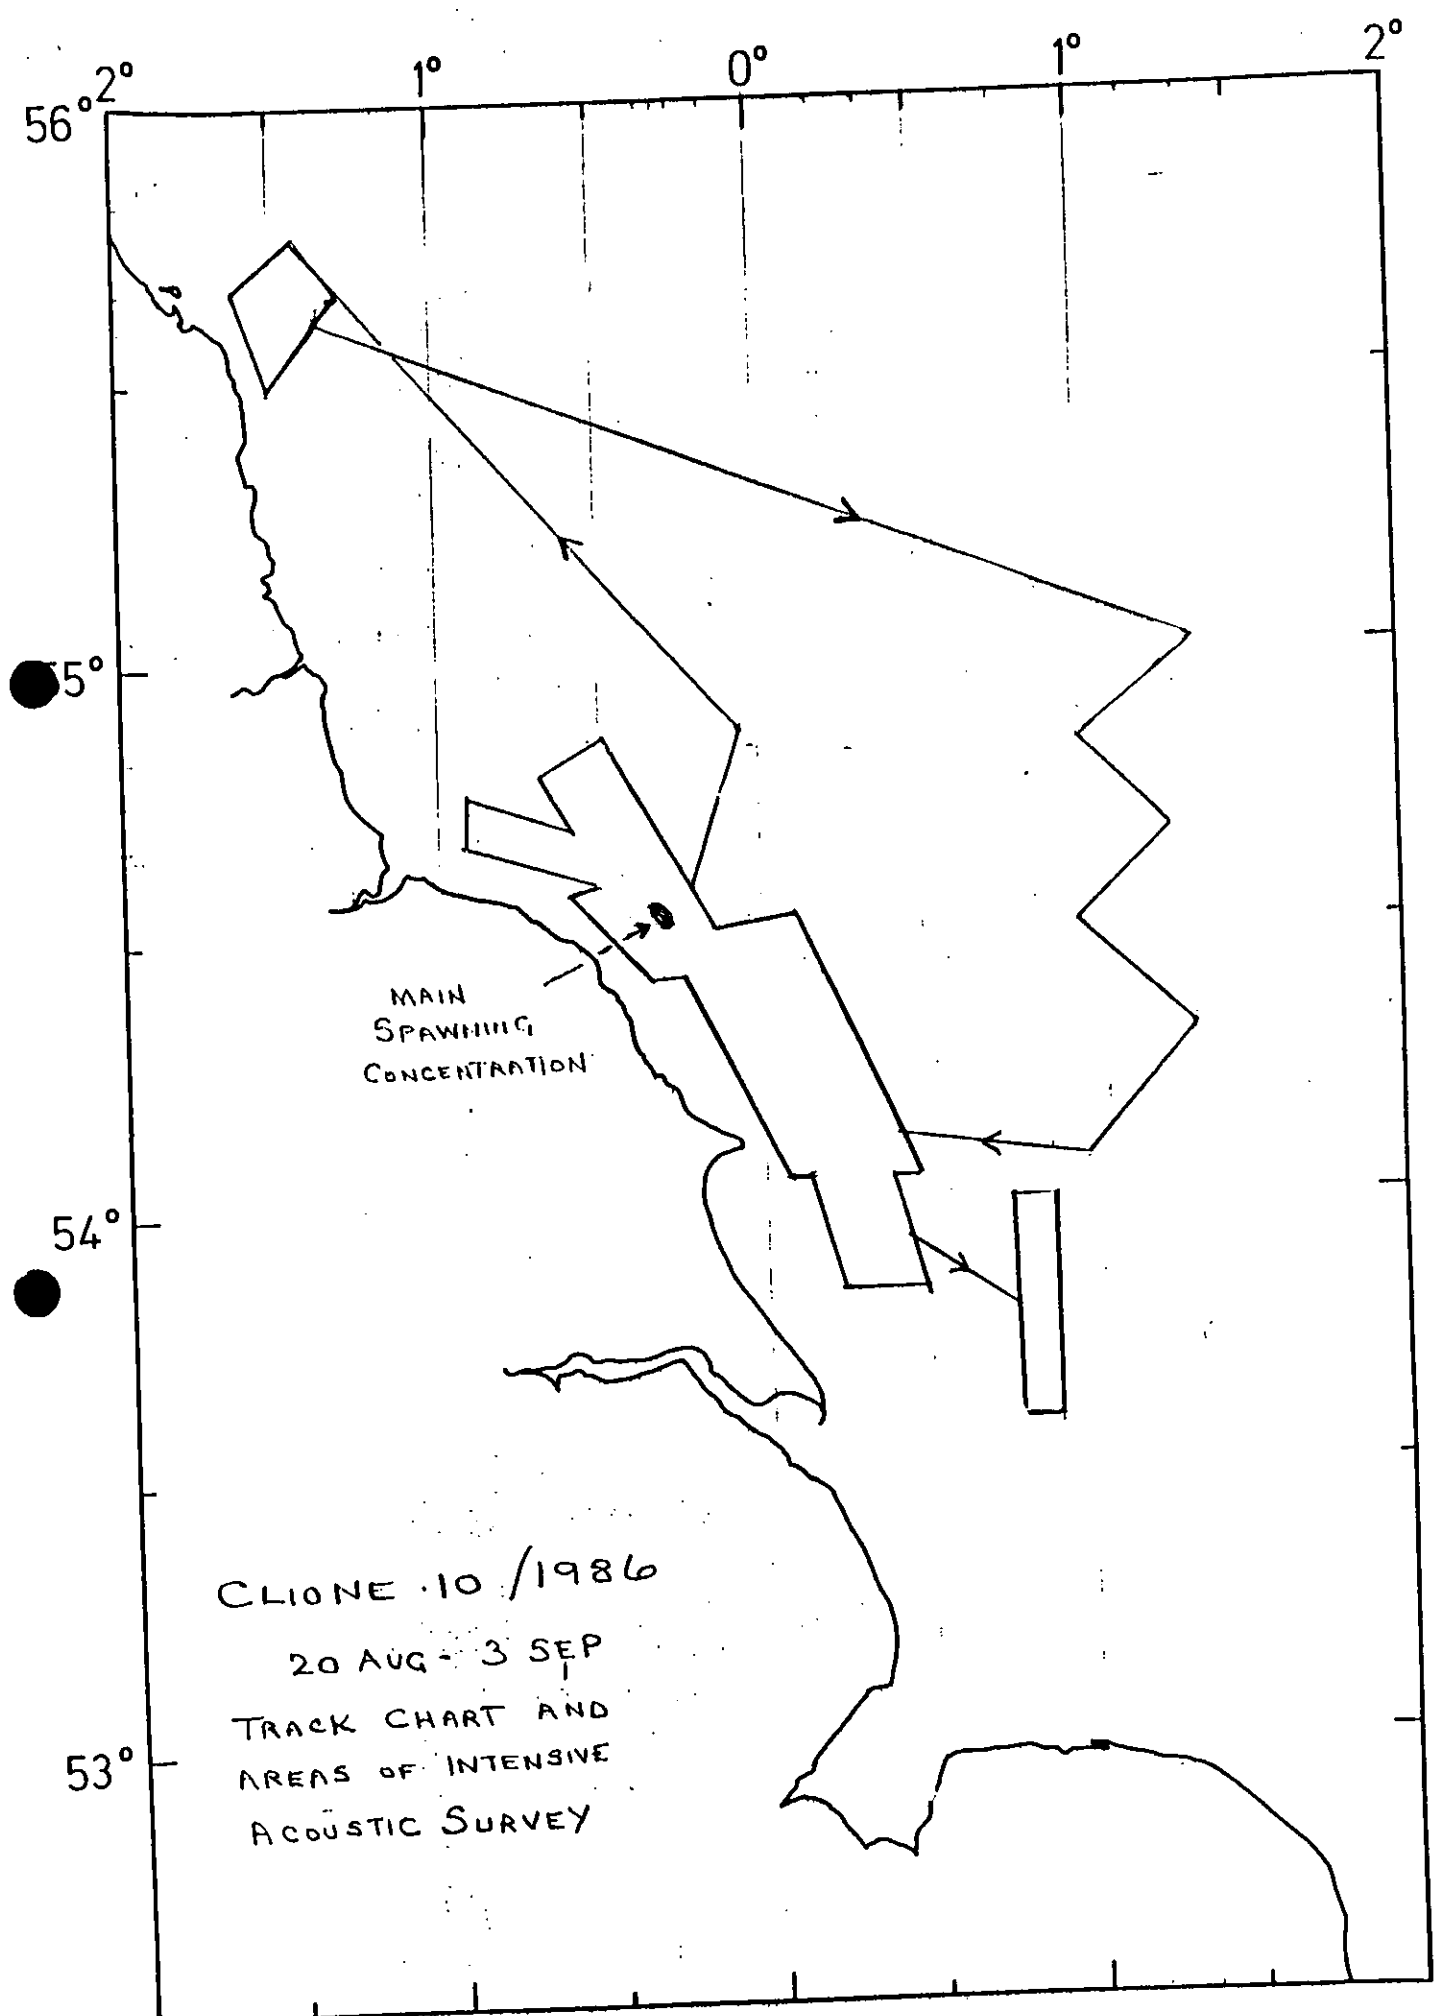 2° 1° 0° 1° 2°
56°
5°
MAIN
SPAWNING
CONCENTRATION
54°
CLIONE 10 /1986
20 AUG - 3 SEP
TRACK CHART AND
53°
AREAS OF INTENSIVE
ACOUSTIC SURVEY